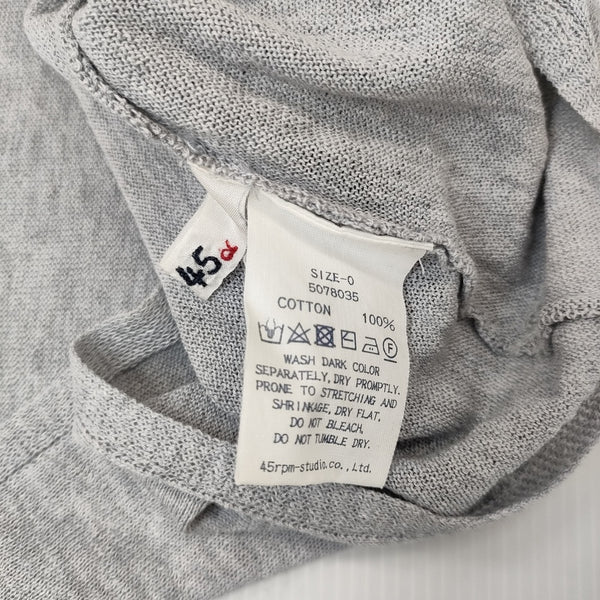 45α
SIZE-0
5078035
COTTON 100%
F
WASH DARK COLOR
SEPARATELY, DRY PROMPTLY.
PRONE TO STRETCHING AND
SHRINKAGE, DRY FLAT.
DO NOT BLEACH.
DO NOT TUMBLE DRY.
45rpm-studio.co.,Ltd.